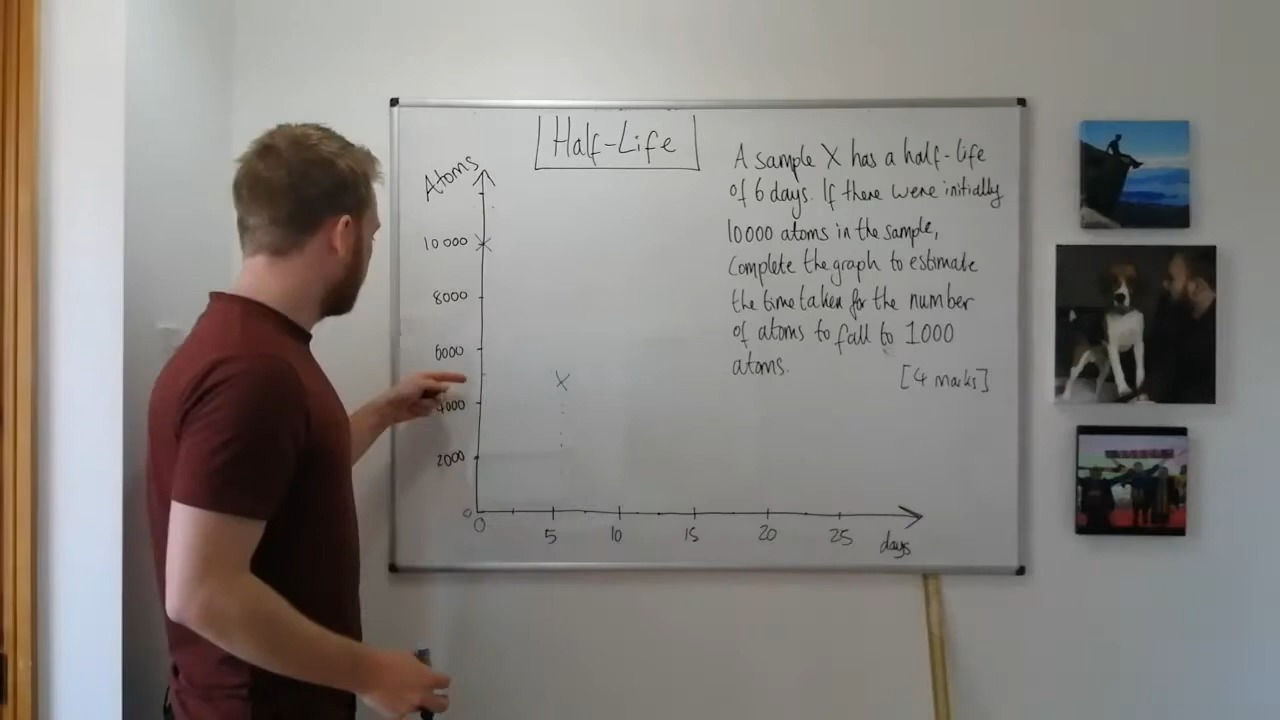 Half-Life
Atoms
10000
8000
6000
4000
2000
0
0
5
10
15
20
25
days
A sample X has a half-life
of 6 days. If there were initially
10000 atoms in the sample,
complete the graph to estimate
the time taken for the number
of atoms to fall to 1000
atoms.
[4 marks]